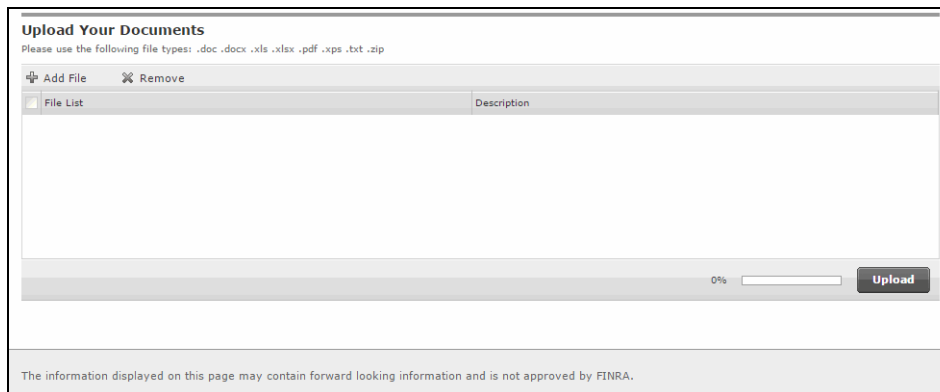 Upload Your Documents
Please use the following file types: .doc .docx .xls .xlsx .pdf .xps .txt .zip
Add File Remove
File List Description
0% Upload
The information displayed on this page may contain forward looking information and is not approved by FINRA.